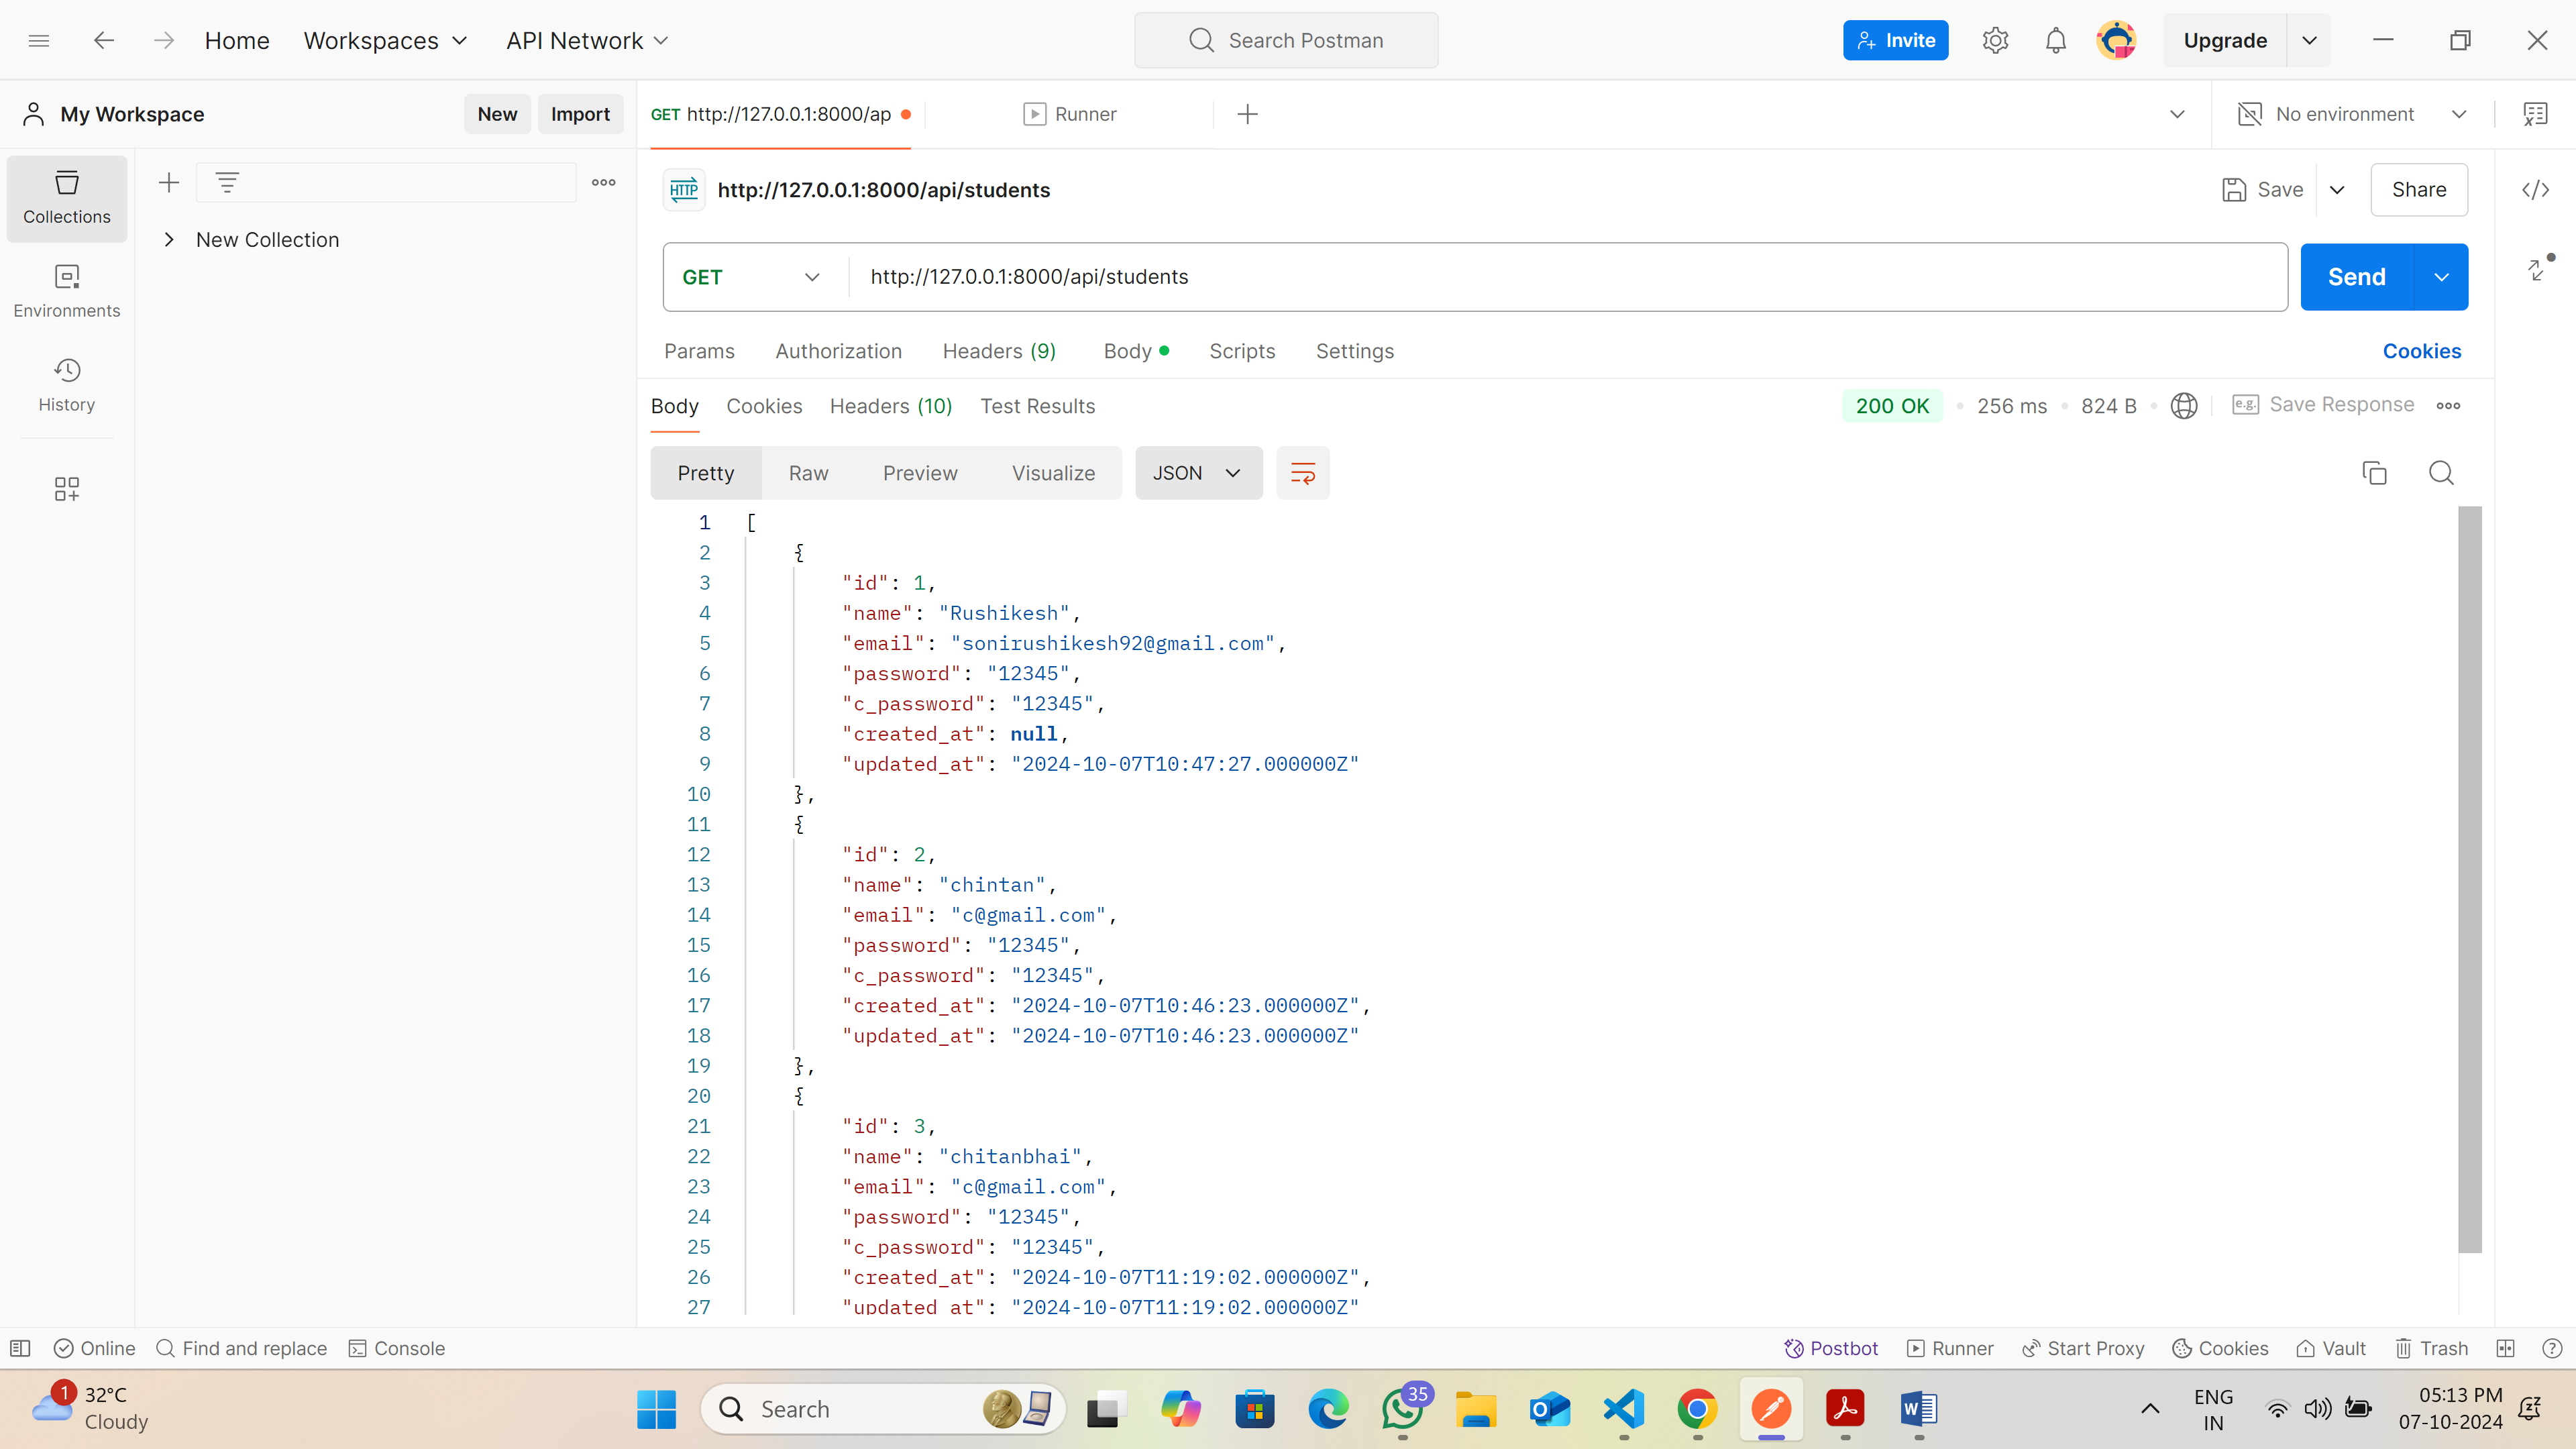 Home Workspaces API Network Search Postman Invite Upgrade
My Workspace New Import GET http://127.0.0.1:8000/ap Runner No environment
Collections
New Collection
Environments
History
HTTP http://127.0.0.1:8000/api/students Save Share
GET http://127.0.0.1:8000/api/students Send
Params Authorization Headers (9) Body Scripts Settings Cookies
Body Cookies Headers (10) Test Results 200 OK 256 ms 824 B e.g. Save Response
Pretty Raw Preview Visualize JSON
1 [
2 {
3 "id": 1,
4 "name": "Rushikesh",
5 "email": "sonirushikesh92@gmail.com",
6 "password": "12345",
7 "c_password": "12345",
8 "created_at": null,
9 "updated_at": "2024-10-07T10:47:27.000000Z"
10 },
11 {
12 "id": 2,
13 "name": "chintan",
14 "email": "c@gmail.com",
15 "password": "12345",
16 "c_password": "12345",
17 "created_at": "2024-10-07T10:46:23.000000Z",
18 "updated_at": "2024-10-07T10:46:23.000000Z"
19 },
20 {
21 "id": 3,
22 "name": "chitanbhai",
23 "email": "c@gmail.com",
24 "password": "12345",
25 "c_password": "12345",
26 "created_at": "2024-10-07T11:19:02.000000Z",
27 "updated_at": "2024-10-07T11:19:02.000000Z"
Online Find and replace Console Postbot Runner Start Proxy Cookies Vault Trash
1 32°C
Cloudy
Search
35
ENG
IN
05:13 PM
07-10-2024